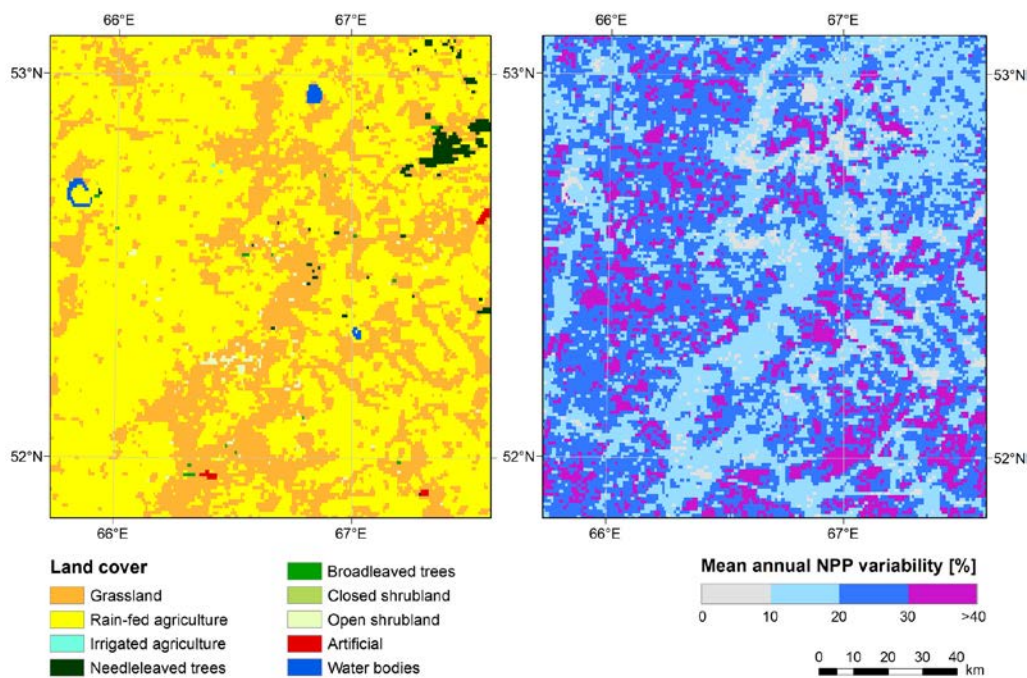 66°E 67°E 66°E 67°E
53°N 53°N
52°N 52°N
66°E 67°E 66°E 67°E
Land cover
Grassland
Rain-fed agriculture
Irrigated agriculture
Needleleaved trees
Broadleaved trees
Closed shrubland
Open shrubland
Artificial
Water bodies
Mean annual NPP variability [%]
0 10 20 30 >40
0 10 20 30 40
km